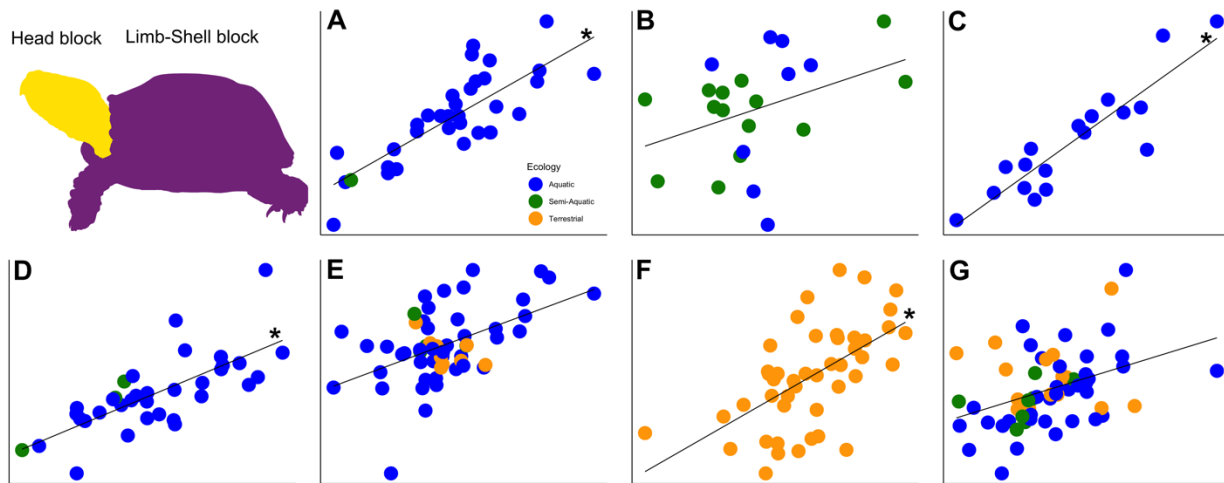 Head block
Limb-Shell block
A
*
Ecology
Aquatic
Semi-Aquatic
Terrestrial
B
C
*
D
*
E
F
*
G